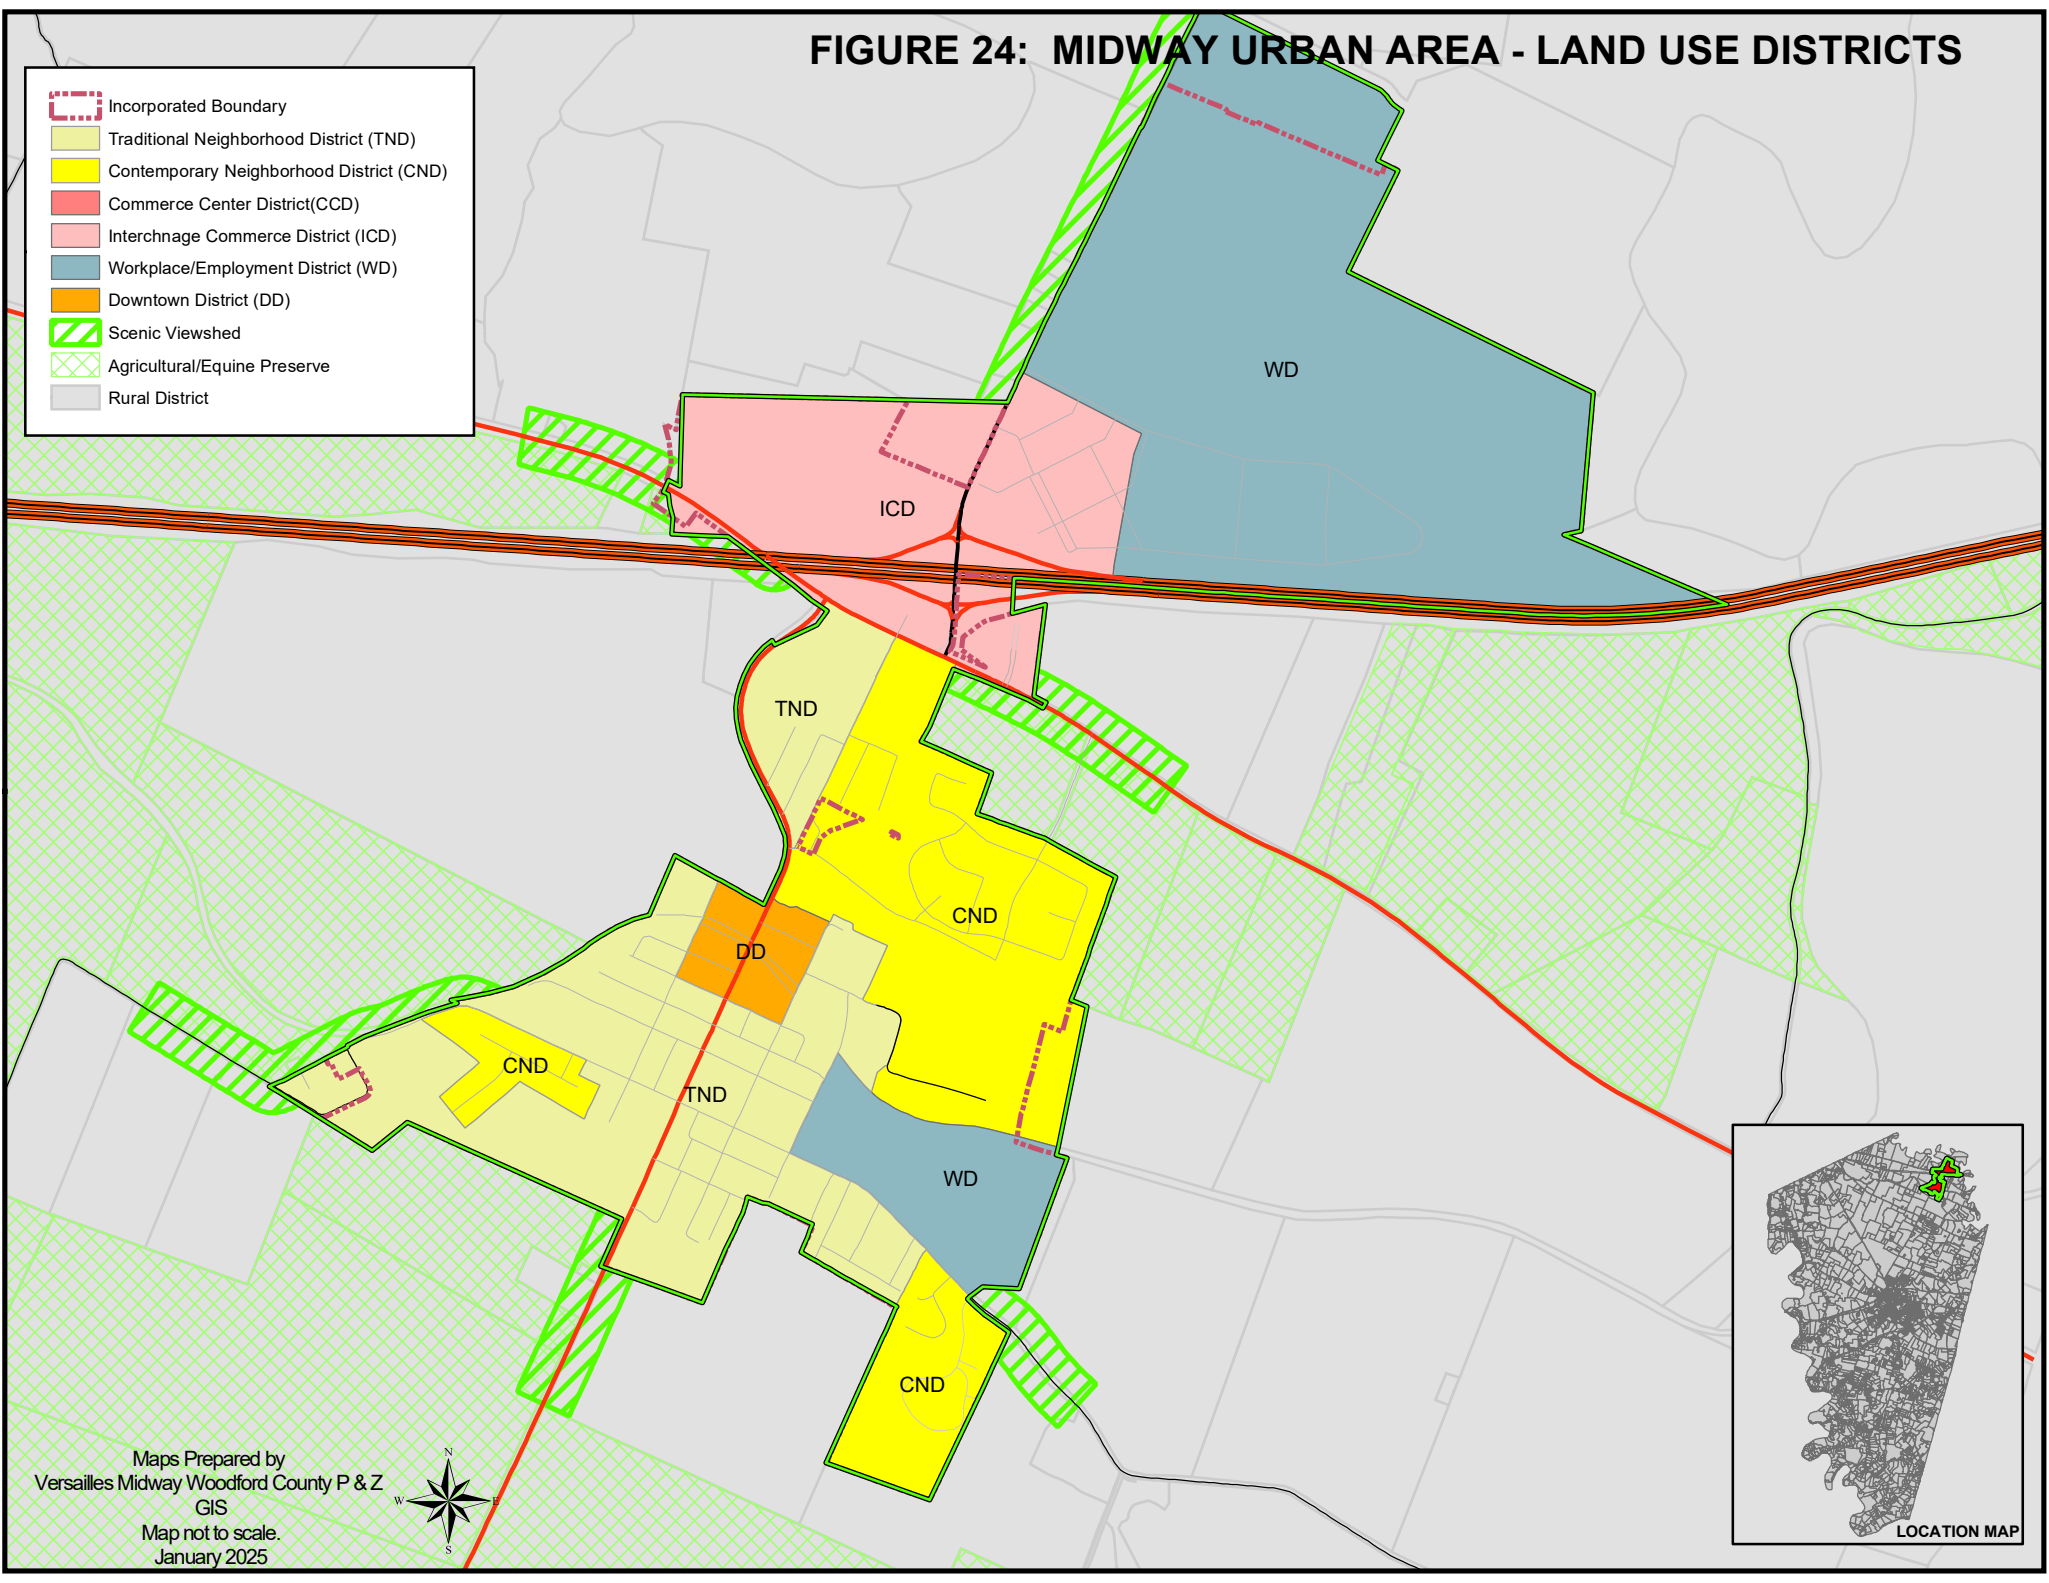 FIGURE 24: MIDWAY URBAN AREA - LAND USE DISTRICTS
Incorporated Boundary
Traditional Neighborhood District (TND)
Contemporary Neighborhood District (CND)
Commerce Center District(CCD)
Interchnage Commerce District (ICD)
Workplace/Employment District (WD)
Downtown District (DD)
Scenic Viewshed
Agricultural/Equine Preserve
Rural District
WD
ICD
TND
CND
DD
CND
TND
WD
CND
Maps Prepared by
Versailles Midway Woodford County P & Z
GIS
Map not to scale.
January 2025
N
W
E
S
LOCATION MAP